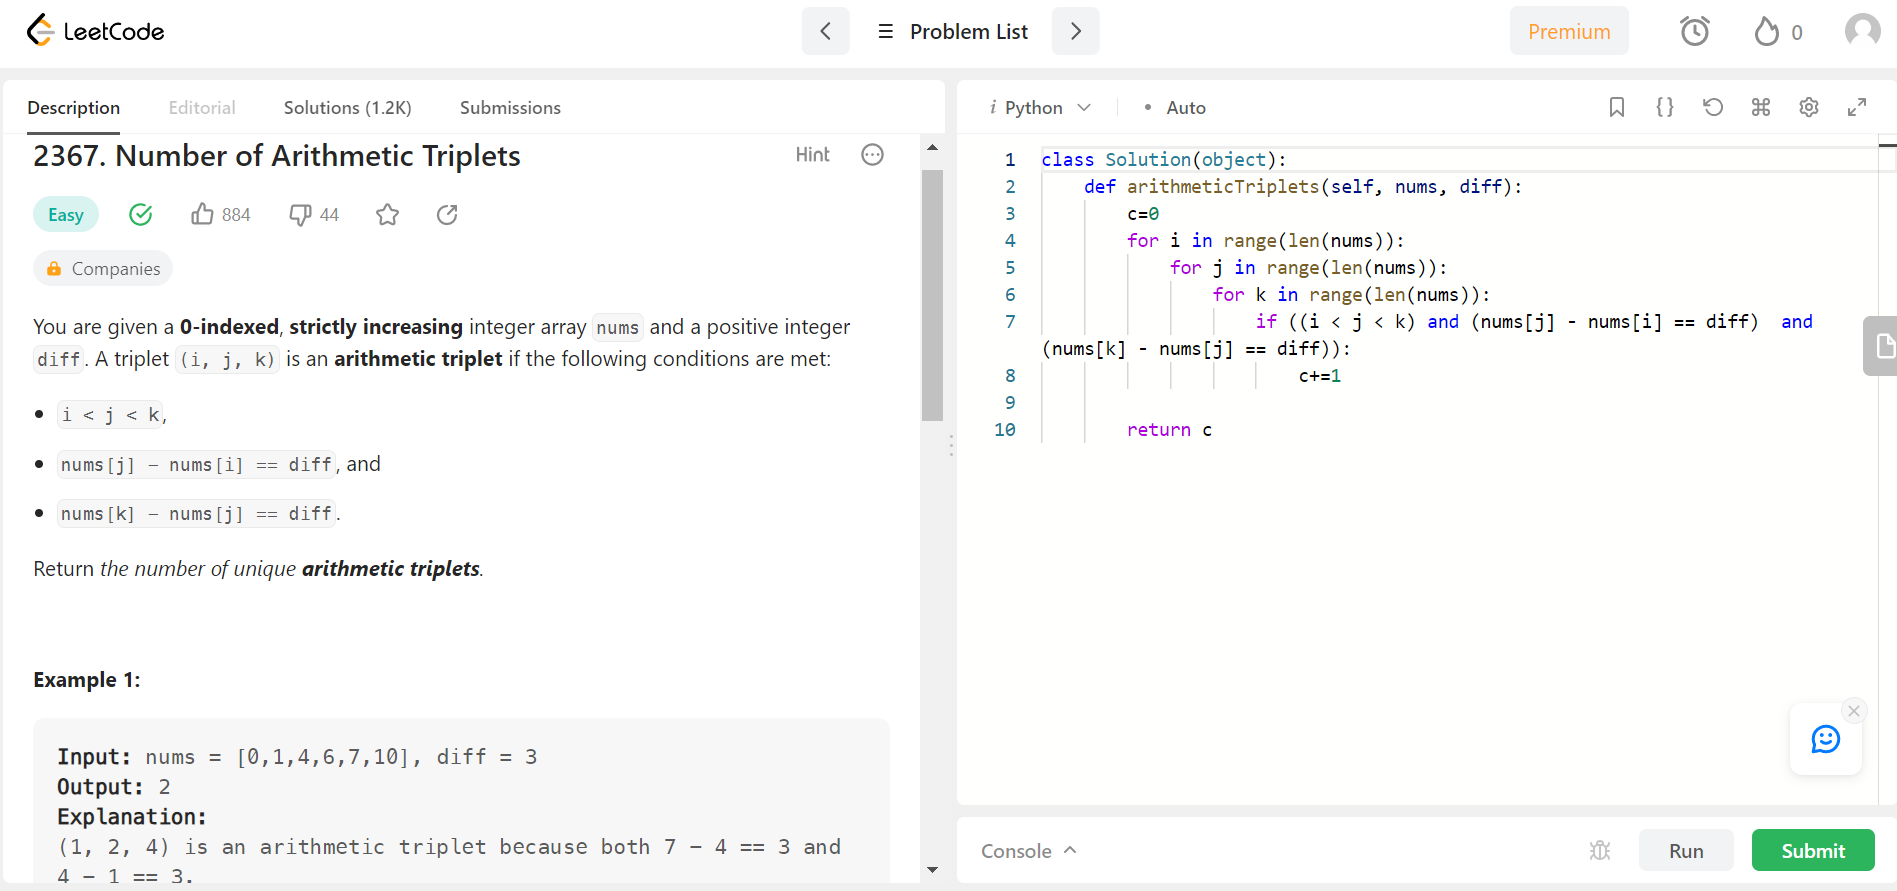 LeetCode
Problem List
Premium
0
Description
Editorial
Solutions (1.2K)
Submissions
2367. Number of Arithmetic Triplets
Hint
Easy
884
44
Companies
You are given a 0-indexed, strictly increasing integer array nums and a positive integer
diff. A triplet (i, j, k) is an arithmetic triplet if the following conditions are met:
• i < j < k,
• nums[j] - nums[i] == diff, and
• nums[k] - nums[j] == diff.
Return the number of unique arithmetic triplets.
Example 1:
Input: nums = [0,1,4,6,7,10], diff = 3
Output: 2
Explanation:
(1, 2, 4) is an arithmetic triplet because both 7 - 4 == 3 and
4 - 1 == 3.
i Python
• Auto
1 class Solution(object):
2     def arithmeticTriplets(self, nums, diff):
3         c=0
4         for i in range(len(nums)):
5             for j in range(len(nums)):
6                 for k in range(len(nums)):
7                     if ((i < j < k) and (nums[j] - nums[i] == diff)  and
(nums[k] - nums[j] == diff)):
8                         c+=1
9
10         return c
Console
Run
Submit